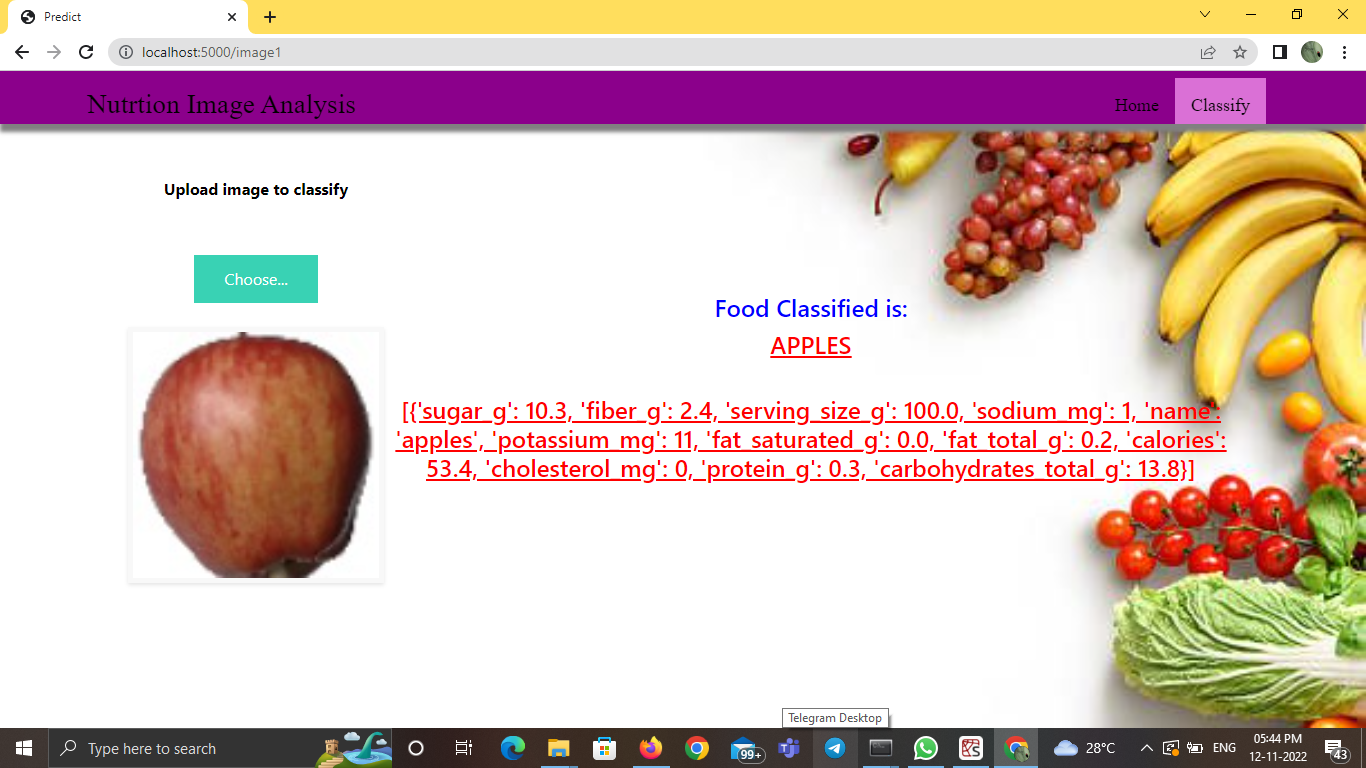 Predict
localhost:5000/image1
Nutrtion Image Analysis
Home
Classify
Upload image to classify
Choose...
Food Classified is:
APPLES
[{'sugar_g': 10.3, 'fiber_g': 2.4, 'serving_size_g': 100.0, 'sodium_mg': 1, 'name':
'apples', 'potassium_mg': 11, 'fat_saturated_g': 0.0, 'fat_total_g': 0.2, 'calories':
53.4, 'cholesterol_mg': 0, 'protein_g': 0.3, 'carbohydrates_total_g': 13.8}]
Telegram Desktop
Type here to search
99+
28°C
ENG
05:44 PM
12-11-2022
43